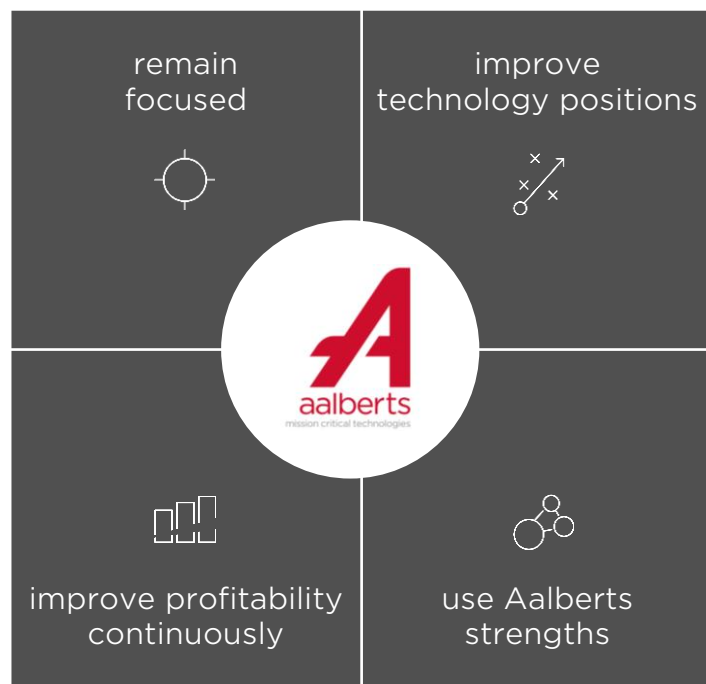 remain
focused
improve
technology positions
aalberts
mission critical technologies
improve profitability
continuously
use Aalberts
strengths